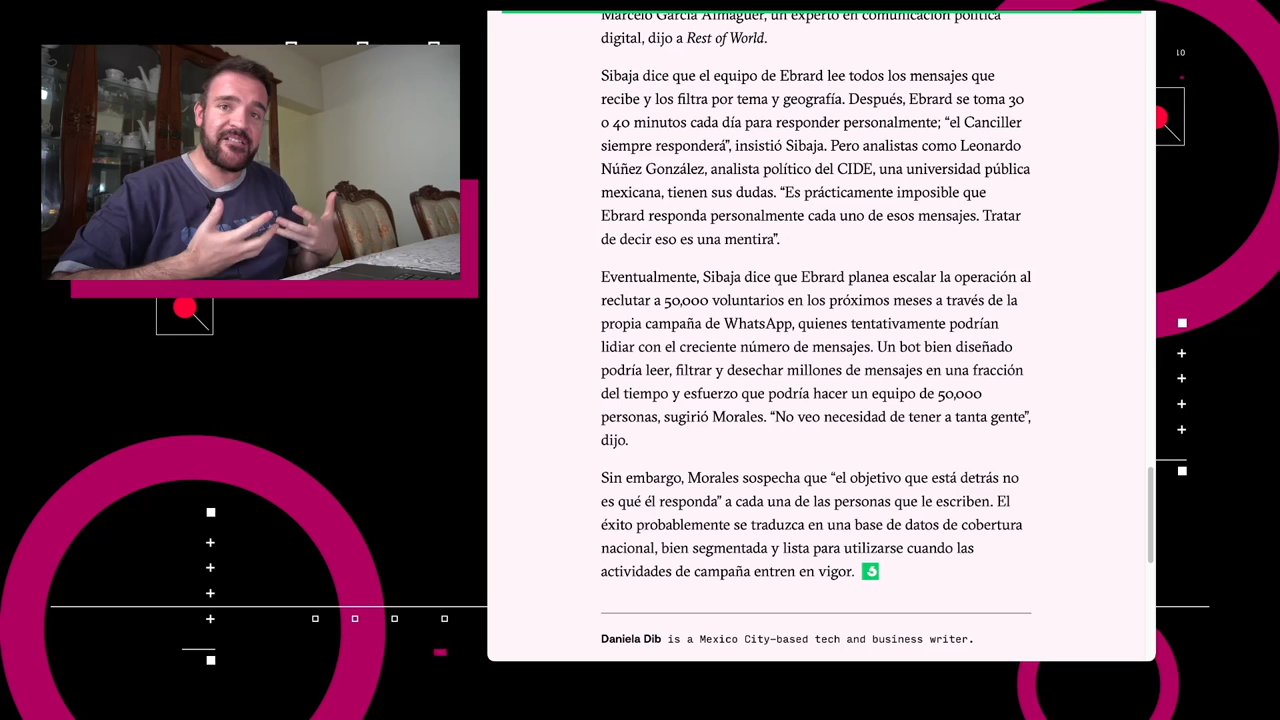 Marcelo García Almaguer, un experto en comunicación política
digital, dijo a Rest of World.
Sibaja dice que el equipo de Ebrard lee todos los mensajes que
recibe y los filtra por tema y geografía. Después, Ebrard se toma 30
o 40 minutos cada día para responder personalmente; “el Canciller
siempre responderá”, insistió Sibaja. Pero analistas como Leonardo
Núñez González, analista político del CIDE, una universidad pública
mexicana, tienen sus dudas. “Es prácticamente imposible que
Ebrard responda personalmente cada uno de esos mensajes. Tratar
de decir eso es una mentira”.
Eventualmente, Sibaja dice que Ebrard planea escalar la operación al
reclutar a 50,000 voluntarios en los próximos meses a través de la
propia campaña de WhatsApp, quienes tentativamente podrían
lidiar con el creciente número de mensajes. Un bot bien diseñado
podría leer, filtrar y desechar millones de mensajes en una fracción
del tiempo y esfuerzo que podría hacer un equipo de 50,000
personas, sugirió Morales. “No veo necesidad de tener a tanta gente”,
dijo.
Sin embargo, Morales sospecha que “el objetivo que está detrás no
es qué él responda” a cada una de las personas que le escriben. El
éxito probablemente se traduzca en una base de datos de cobertura
nacional, bien segmentada y lista para utilizarse cuando las
actividades de campaña entren en vigor.
Daniela Dib is a Mexico City-based tech and business writer.